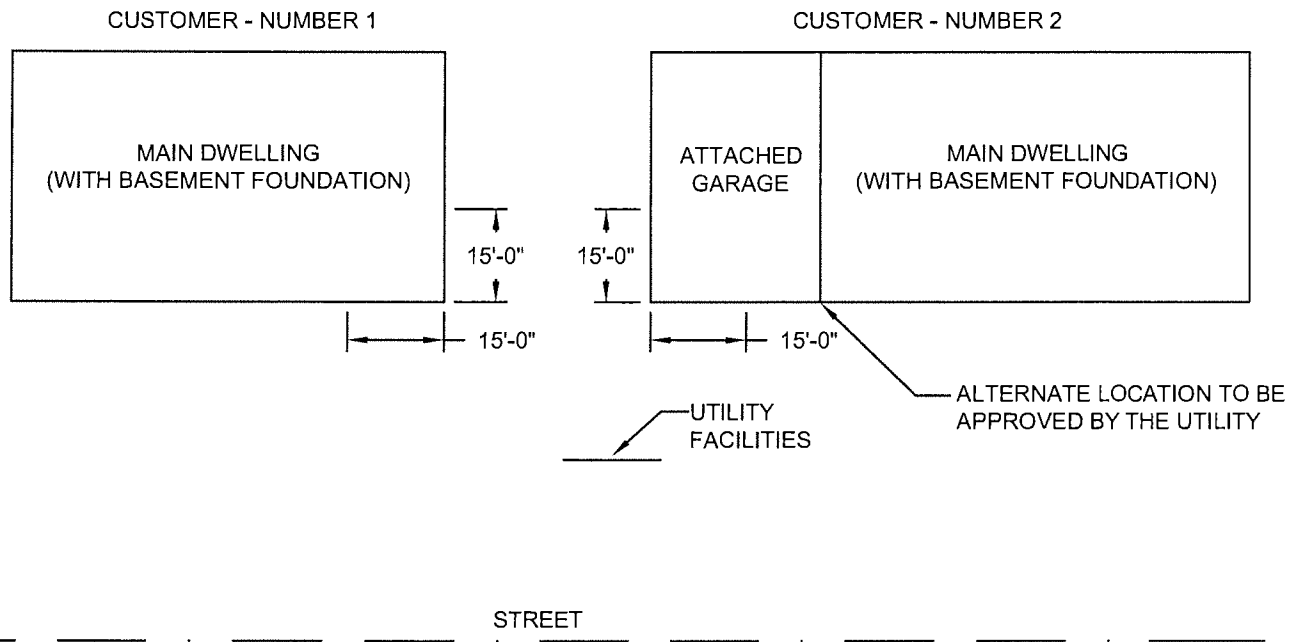 CUSTOMER - NUMBER 1
CUSTOMER - NUMBER 2
MAIN DWELLING
(WITH BASEMENT FOUNDATION)
ATTACHED
GARAGE
MAIN DWELLING
(WITH BASEMENT FOUNDATION)
15'-0"
15'-0"
15'-0"
15'-0"
ALTERNATE LOCATION TO BE
APPROVED BY THE UTILITY
UTILITY
FACILITIES
STREET